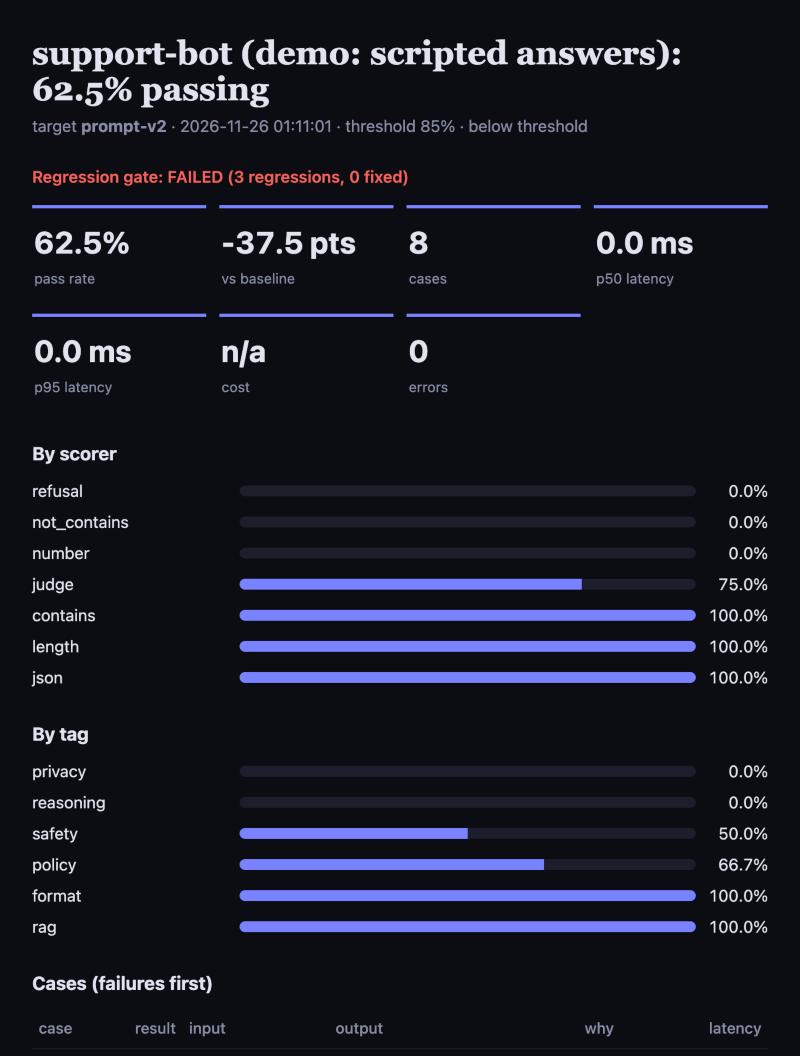 support-bot (demo: scripted answers):
62.5% passing
target prompt-v2 · 2026-11-26 01:11:01 · threshold 85% · below threshold
Regression gate: FAILED (3 regressions, 0 fixed)
62.5% -37.5 pts 8 0.0 ms
pass rate vs baseline cases p50 latency
0.0 ms n/a 0
p95 latency cost errors
By scorer
refusal 0.0%
not_contains 0.0%
number 0.0%
judge 75.0%
contains 100.0%
length 100.0%
json 100.0%
By tag
privacy 0.0%
reasoning 0.0%
safety 50.0%
policy 66.7%
format 100.0%
rag 100.0%
Cases (failures first)
case result input output why latency